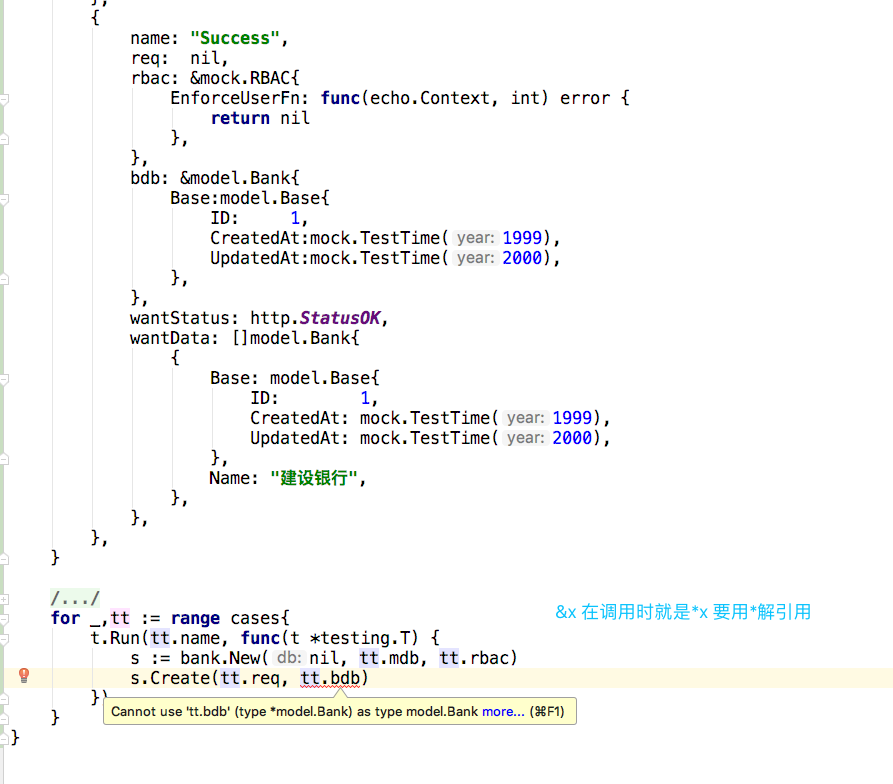 },
{
name: "Success",
req: nil,
rbac: &mock.RBAC{
EnforceUserFn: func(echo.Context, int) error {
return nil
},
},
bdb: &model.Bank{
Base:model.Base{
ID: 1,
CreatedAt:mock.TestTime( year: 1999),
UpdatedAt:mock.TestTime( year: 2000),
},
},
wantStatus: http.StatusOK,
wantData: []model.Bank{
{
Base: model.Base{
ID: 1,
CreatedAt: mock.TestTime( year: 1999),
UpdatedAt: mock.TestTime( year: 2000),
},
Name: "建设银行",
},
},
},
}
/.../
&x 在调用时就是*x 要用*解引用
for _,tt := range cases{
t.Run(tt.name, func(t *testing.T) {
s := bank.New( db: nil, tt.mdb, tt.rbac)
s.Create(tt.req, tt.bdb)
})
Cannot use 'tt.bdb' (type *model.Bank) as type model.Bank more... (⌘F1)
}
}